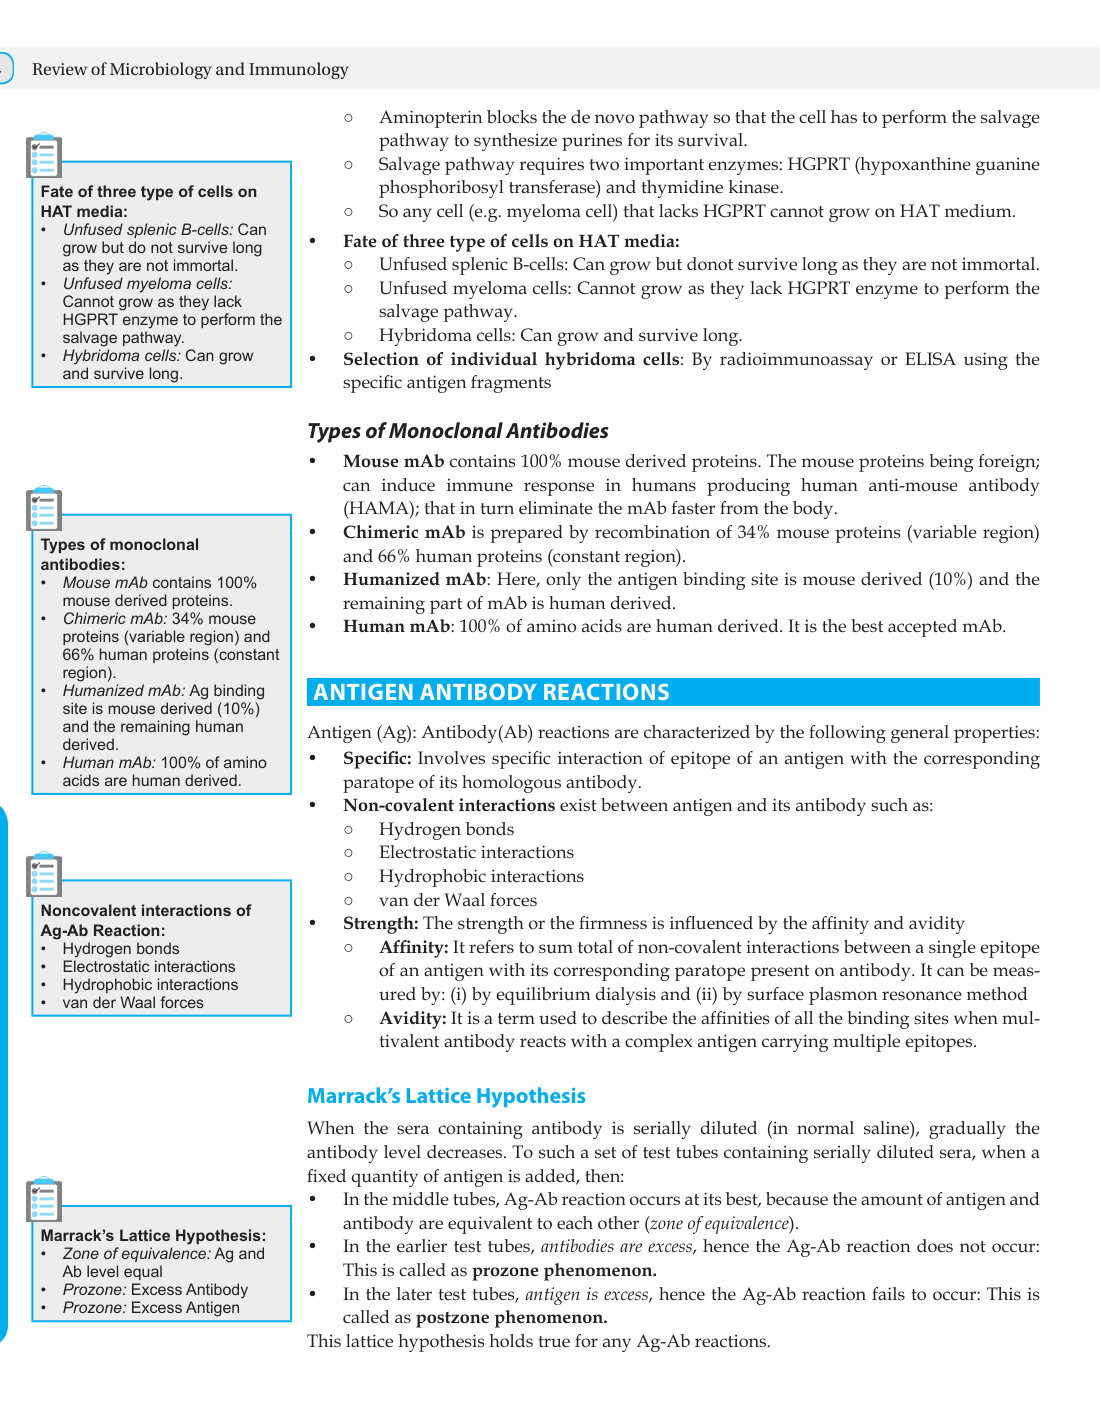 Review of Microbiology and Immunology
○ Aminopterin blocks the de novo pathway so that the cell has to perform the salvage
pathway to synthesize purines for its survival.
○ Salvage pathway requires two important enzymes: HGPRT (hypoxanthine guanine
phosphoribosyl transferase) and thymidine kinase.
○ So any cell (e.g. myeloma cell) that lacks HGPRT cannot grow on HAT medium.
• Fate of three type of cells on HAT media:
○ Unfused splenic B-cells: Can grow but donot survive long as they are not immortal.
○ Unfused myeloma cells: Cannot grow as they lack HGPRT enzyme to perform the
salvage pathway.
○ Hybridoma cells: Can grow and survive long.
• Selection of individual hybridoma cells: By radioimmunoassay or ELISA using the
specific antigen fragments
Types of Monoclonal Antibodies
• Mouse mAb contains 100% mouse derived proteins. The mouse proteins being foreign;
can induce immune response in humans producing human anti-mouse antibody
(HAMA); that in turn eliminate the mAb faster from the body.
• Chimeric mAb is prepared by recombination of 34% mouse proteins (variable region)
and 66% human proteins (constant region).
• Humanized mAb: Here, only the antigen binding site is mouse derived (10%) and the
remaining part of mAb is human derived.
• Human mAb: 100% of amino acids are human derived. It is the best accepted mAb.
ANTIGEN ANTIBODY REACTIONS
Antigen (Ag): Antibody(Ab) reactions are characterized by the following general properties:
• Specific: Involves specific interaction of epitope of an antigen with the corresponding
paratope of its homologous antibody.
• Non-covalent interactions exist between antigen and its antibody such as:
○ Hydrogen bonds
○ Electrostatic interactions
○ Hydrophobic interactions
○ van der Waal forces
• Strength: The strength or the firmness is influenced by the affinity and avidity
○ Affinity: It refers to sum total of non-covalent interactions between a single epitope
of an antigen with its corresponding paratope present on antibody. It can be meas-
ured by: (i) by equilibrium dialysis and (ii) by surface plasmon resonance method
○ Avidity: It is a term used to describe the affinities of all the binding sites when mul-
tivalent antibody reacts with a complex antigen carrying multiple epitopes.
Marrack's Lattice Hypothesis
When the sera containing antibody is serially diluted (in normal saline), gradually the
antibody level decreases. To such a set of test tubes containing serially diluted sera, when a
fixed quantity of antigen is added, then:
• In the middle tubes, Ag-Ab reaction occurs at its best, because the amount of antigen and
antibody are equivalent to each other (zone of equivalence).
• In the earlier test tubes, antibodies are excess, hence the Ag-Ab reaction does not occur:
This is called as prozone phenomenon.
• In the later test tubes, antigen is excess, hence the Ag-Ab reaction fails to occur: This is
called as postzone phenomenon.
This lattice hypothesis holds true for any Ag-Ab reactions.
Fate of three type of cells on
HAT media:
• Unfused splenic B-cells: Can
grow but do not survive long
as they are not immortal.
• Unfused myeloma cells:
Cannot grow as they lack
HGPRT enzyme to perform the
salvage pathway.
• Hybridoma cells: Can grow
and survive long.
Types of monoclonal
antibodies:
• Mouse mAb contains 100%
mouse derived proteins.
• Chimeric mAb: 34% mouse
proteins (variable region) and
66% human proteins (constant
region).
• Humanized mAb: Ag binding
site is mouse derived (10%)
and the remaining human
derived.
• Human mAb: 100% of amino
acids are human derived.
Noncovalent interactions of
Ag-Ab Reaction:
• Hydrogen bonds
• Electrostatic interactions
• Hydrophobic interactions
• van der Waal forces
Marrack's Lattice Hypothesis:
• Zone of equivalence: Ag and
Ab level equal
• Prozone: Excess Antibody
• Prozone: Excess Antigen